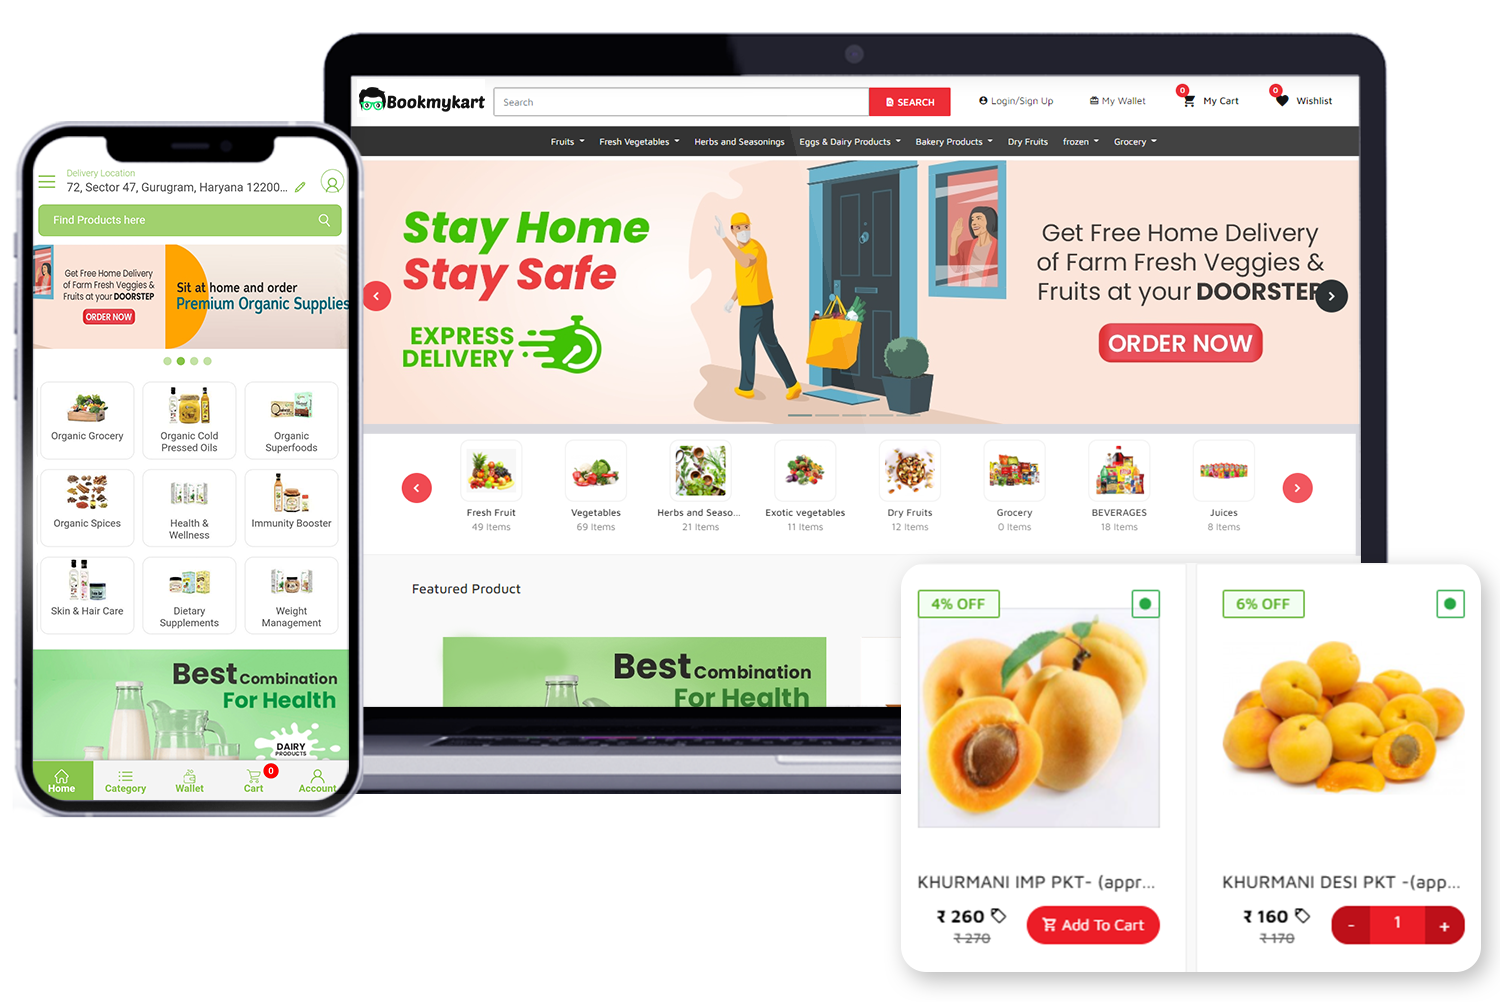 Delivery Location
72, Sector 47, Gurugram, Haryana 12200...
Find Products here
Get Free Home Delivery
of Farm Fresh Veggies &
Fruits at your DOORSTEP
ORDER NOW
Sit at home and order
Premium Organic Supplies
Organic Grocery
Organic Cold
Pressed Oils
Organic
Superfoods
Organic Spices
Health &
Wellness
Immunity Booster
Skin & Hair Care
Dietary
Supplements
Weight
Management
Best Combination
For Health
DAIRY
PRODUCTS
Home
Category
Wallet
0
Cart
Account
Bookmykart
Search
SEARCH
Login/Sign Up
My Wallet
0
My Cart
0
Wishlist
Fruits
Fresh Vegetables
Herbs and Seasonings
Eggs & Dairy Products
Bakery Products
Dry Fruits
frozen
Grocery
Stay Home
Stay Safe
EXPRESS
DELIVERY
Get Free Home Delivery
of Farm Fresh Veggies &
Fruits at your DOORSTEP
ORDER NOW
Fresh Fruit
49 Items
Vegetables
69 Items
Herbs and Seaso...
21 Items
Exotic vegetables
11 Items
Dry Fruits
12 Items
Grocery
0 Items
BEVERAGES
18 Items
Juices
8 Items
Featured Product
Best Combination
For Health
4% OFF
KHURMANI IMP PKT- (appr...
₹ 260
₹ 270
Add To Cart
6% OFF
KHURMANI DESI PKT -(app...
₹ 160
₹ 170
- 1 +